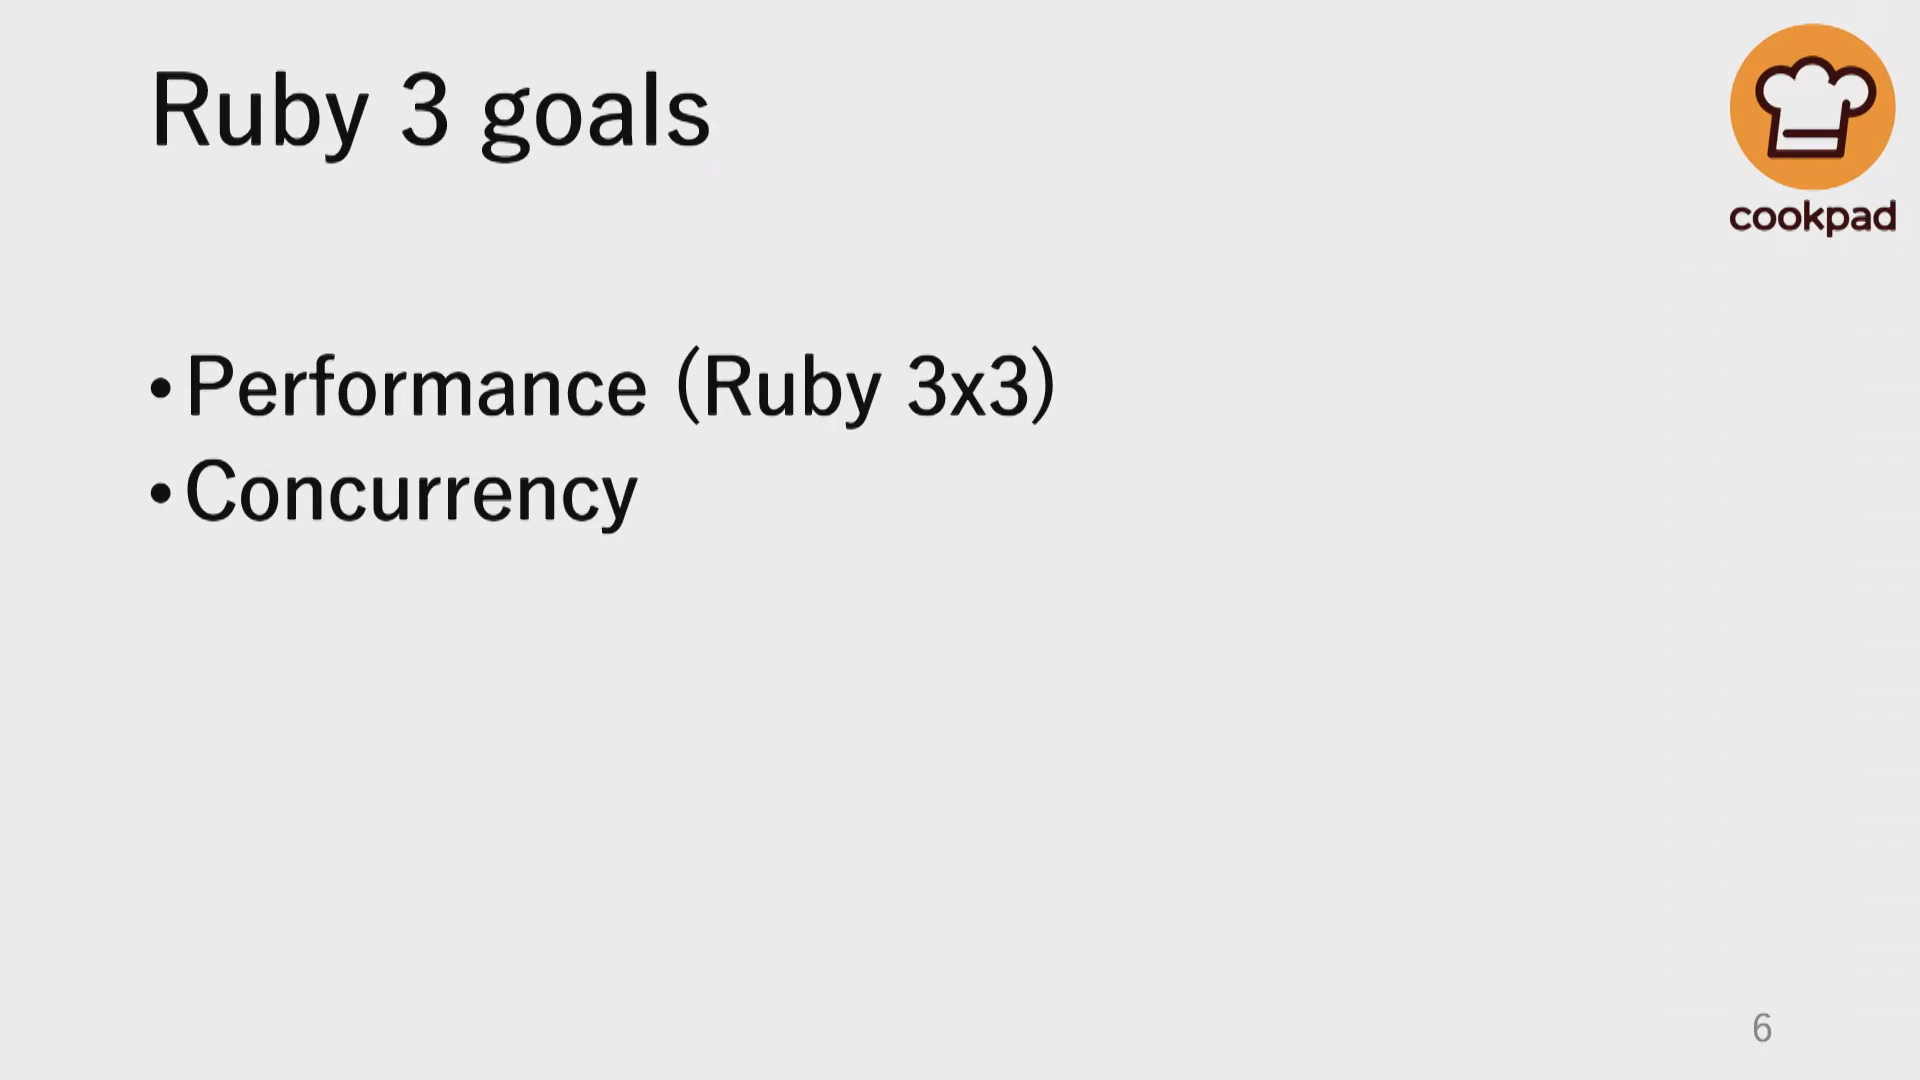 Ruby 3 goals
cookpad
• Performance (Ruby 3x3)
• Concurrency
6